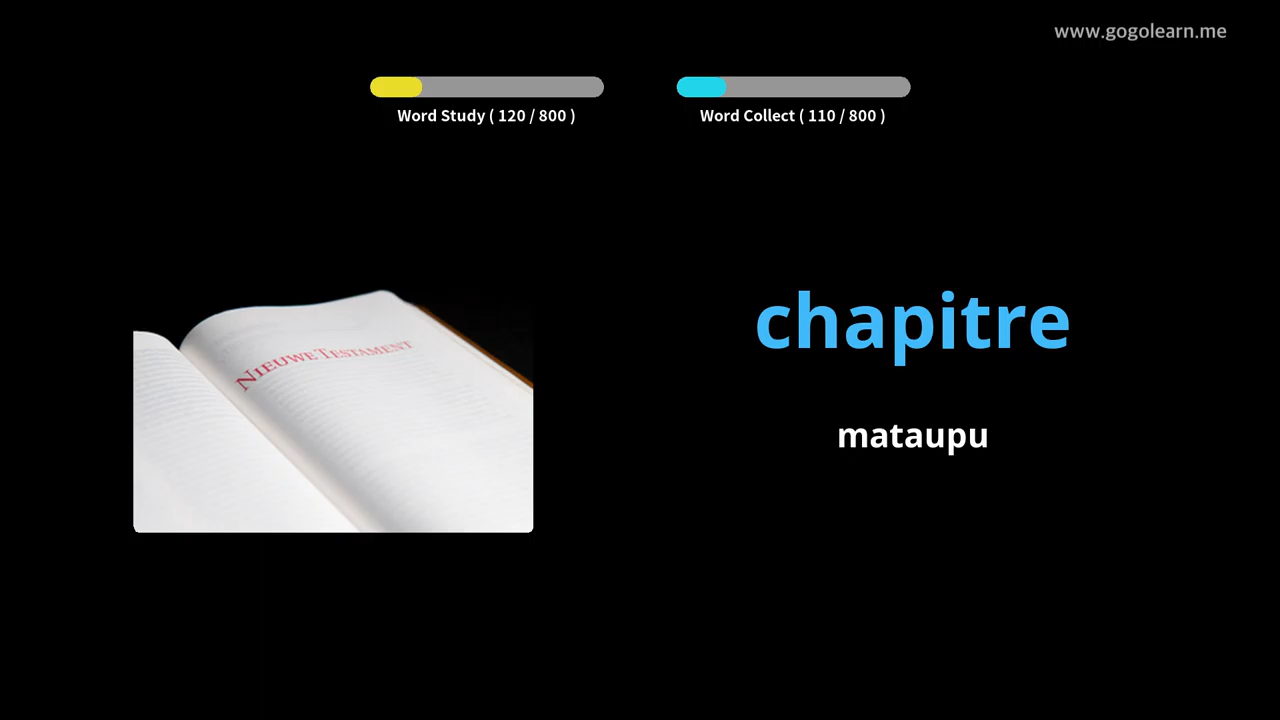 www.gogolearn.me
Word Study ( 120 / 800 )
Word Collect ( 110 / 800 )
NIEUWE TESTAMENT
chapitre
mataupu